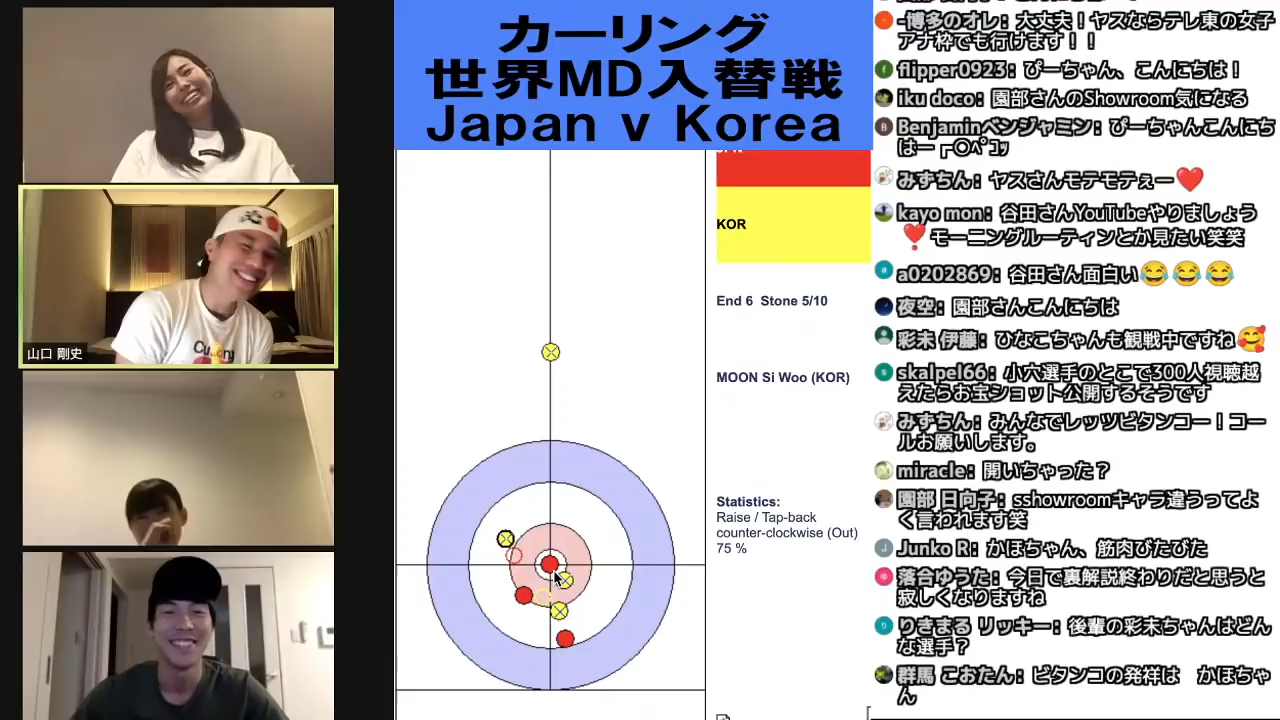 カーリング
世界MD入替戦
Japan v Korea
山口 剛史
KOR
End 6 Stone 5/10
MOON Si Woo (KOR)
Statistics:
Raise / Tap-back
counter-clockwise (Out)
75 %
-博多のオレ: 大丈夫！ヤスならテレ東の女子
アナ枠でも行けます！！
flipper0923: ぴーちゃん、こんにちは！
iku doco: 園部さんのShowroom気になる
Benjaminベンジャミン: ぴーちゃんこんにち
はー┏〇ﾍﾟｺｯ
みずちん: ヤスさんモテモテぇー❤️
kayo mon: 谷田さんYouTubeやりましょう
❣️モーニングルーティンとか見たい笑笑
a0202869: 谷田さん面白い😂😂😂
夜空: 園部さんこんにちは
彩未 伊藤: ひなこちゃんも観戦中ですね🥰
skalpel66: 小穴選手のとこで300人視聴越
えたらお宝ショット公開するそうです
みずちん: みんなでレッツビタンコー！コー
ルお願いします。
miracle: 開いちゃった？
園部 日向子: sshowroomキャラ違うってよ
く言われます笑
Junko R: かほちゃん、筋肉ぴたぴた
落合ゆうた: 今日で裏解説終わりだと思うと
寂しくなりますね
りきまる リッキー: 後輩の彩未ちゃんはどん
な選手？
群馬 こおたん: ビタンコの発祥は　かほちゃ
ん